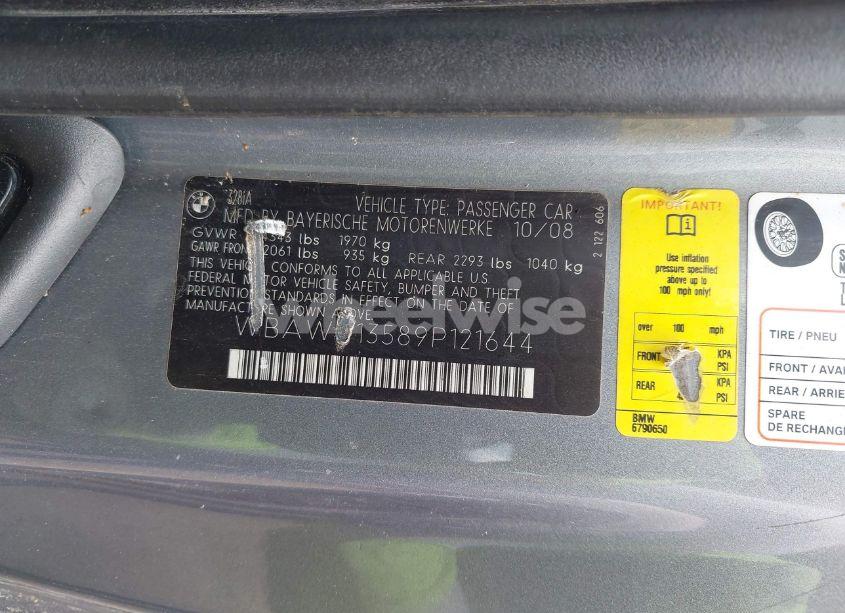 BMW
328iA
VEHICLE TYPE: PASSENGER CAR
MFD BY BAYERISCHE MOTORENWERKE 10/08
GVWR lbs 1970 kg
GAWR FRONT 2061 lbs 935 kg REAR 2293 lbs 1040 kg
THIS VEHICLE CONFORMS TO ALL APPLICABLE U.S.
FEDERAL MOTOR VEHICLE SAFETY, BUMPER AND THEFT
PREVENTION STANDARDS IN EFFECT ON THE DATE OF
MANUFACTURE SHOWN ABOVE
2 122 606
wheelwise
IMPORTANT!
Use inflation
pressure specified
above at speeds up to
100 mph only!
over 100 mph
FRONT KPA
PSI
REAR KPA
PSI
BMW
6790650
TIRE / PNEU
FRONT / AVA
REAR / ARRIE
SPARE
DE RECHANGE